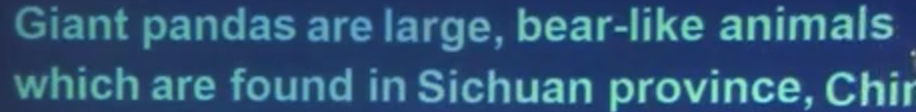 Giant pandas are large, bear-like animals
which are found in Sichuan province,